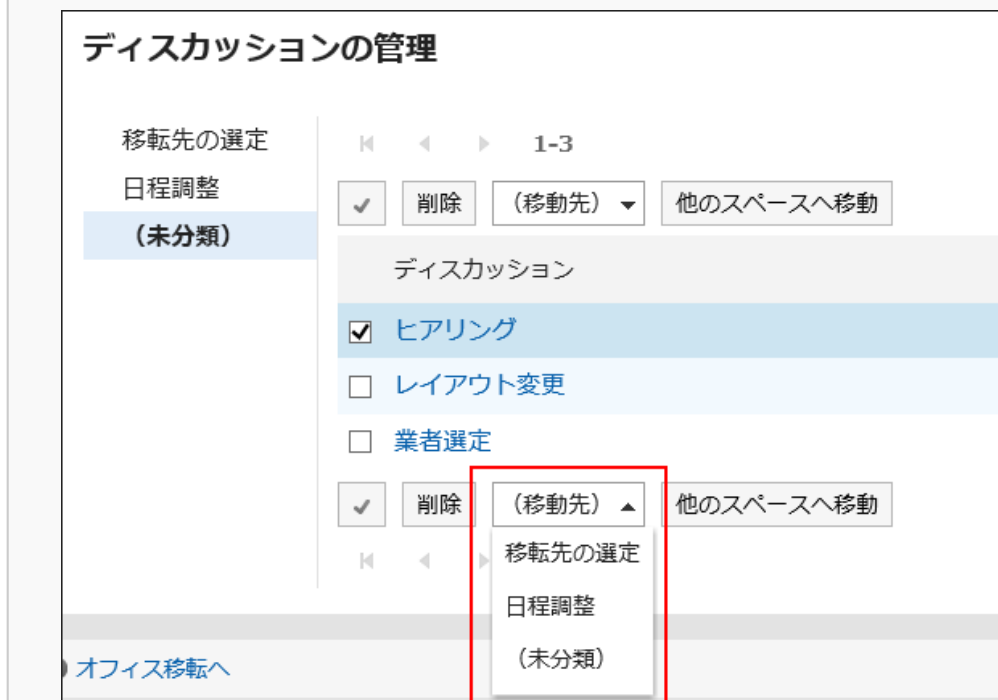 ディスカッションの管理
移転先の選定
日程調整
（未分類）
1-3
削除 （移動先） 他のスペースへ移動
ディスカッション
ヒアリング
レイアウト変更
業者選定
削除 （移動先） 他のスペースへ移動
移転先の選定
日程調整
（未分類）
オフィス移転へ